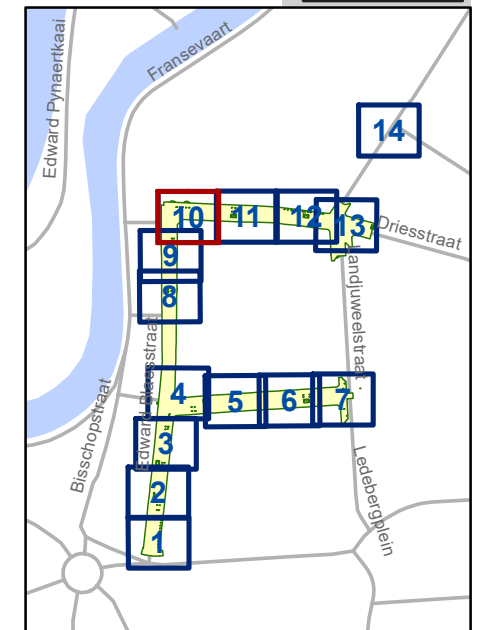 Edward Pynaertkaai
Fransevaart
14
10
11
12
13
Driesstraat
9
8
Landjuweelstraat
Edward Blaesstraat
4
5
6
7
Bisschopstraat
3
Ledebergplein
2
1